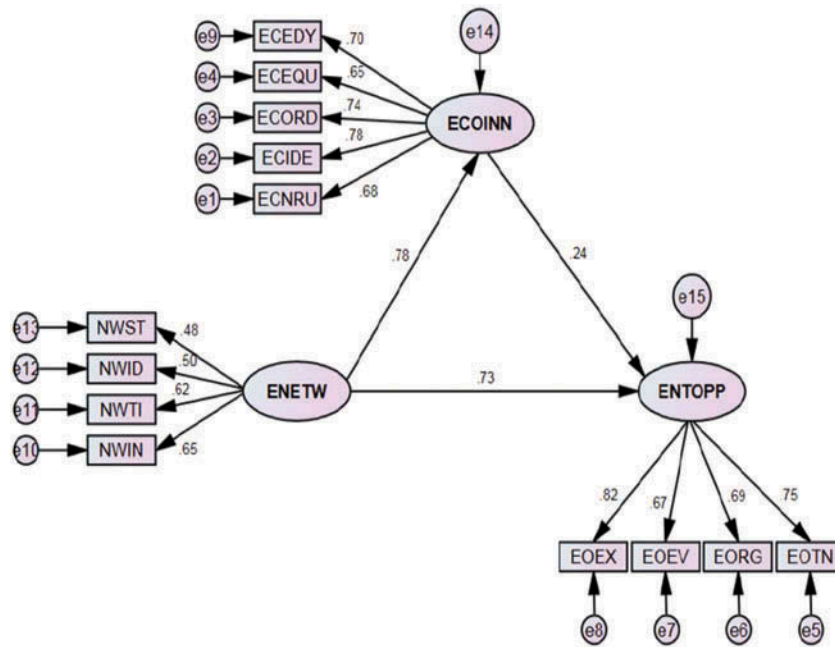 e9 ECEDY .70
e14
e4 ECEQU .65
e3 ECORD .74
ECOINN
e2 ECIDE .78
e1 ECNRU .68
.78 .24
e15
e13 NWST .48
e12 NWID .50
ENETW .73 ENTOPP
e11 NWTI .62
e10 NWIN .65
.82 .67 .69 .75
EOEX EOEV EORG EOTN
e8 e7 e6 e5